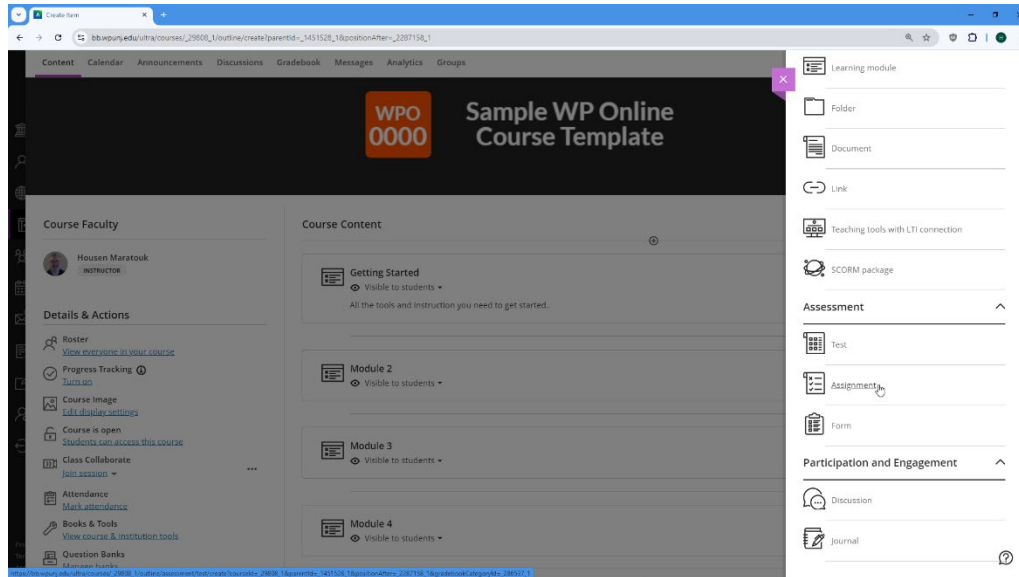 Create Item
bb.wpunj.edu/ultra/courses/_29808_1/outline/create?parentId=_1451528_1&positionAfter=_2287158_1
Content Calendar Announcements Discussions Gradebook Messages Analytics Groups
WPO
0000
Sample WP Online
Course Template
Course Faculty
Housen Maratouk
INSTRUCTOR
Details & Actions
Roster
View everyone in your course
Progress Tracking
Turn on
Course Image
Edit display settings
Course is open
Students can access this course
Class Collaborate
Join session
Attendance
Mark attendance
Books & Tools
View course & institution tools
Question Banks
Manage banks
Course Content
Getting Started
Visible to students
All the tools and instruction you need to get started.
Module 2
Visible to students
Module 3
Visible to students
Module 4
Visible to students
Learning module
Folder
Document
Link
Teaching tools with LTI connection
SCORM package
Assessment
Test
Assignment
Form
Participation and Engagement
Discussion
Journal